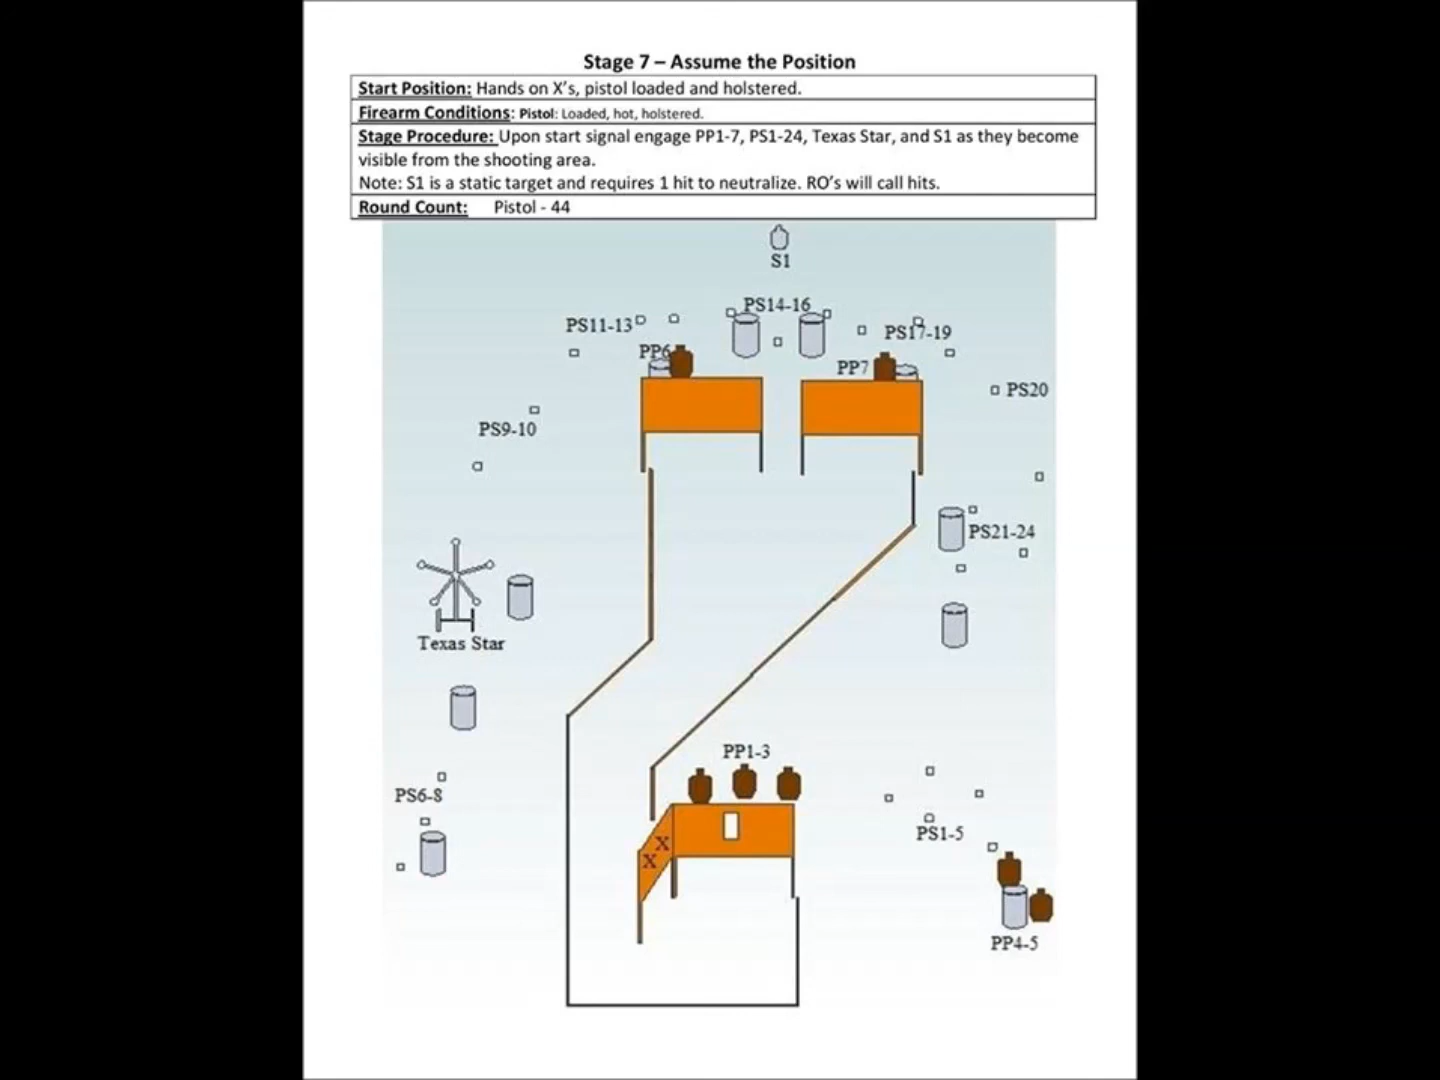 Stage 7 – Assume the Position
Start Position: Hands on X's, pistol loaded and holstered.
Firearm Conditions: Pistol: Loaded, hot, holstered.
Stage Procedure: Upon start signal engage PP1-7, PS1-24, Texas Star, and S1 as they become
visible from the shooting area.
Note: S1 is a static target and requires 1 hit to neutralize. RO's will call hits.
Round Count: Pistol - 44
S1
PS14-16
PS11-13
PS17-19
PP6
PP7
PS20
PS9-10
PS21-24
Texas Star
PP1-3
PS6-8
PS1-5
X
X
PP4-5